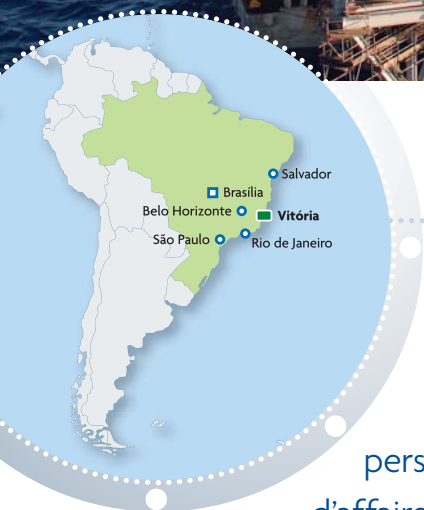 Salvador
Brasília
Belo Horizonte
Vitória
São Paulo
Rio de Janeiro
pers
d'affaire